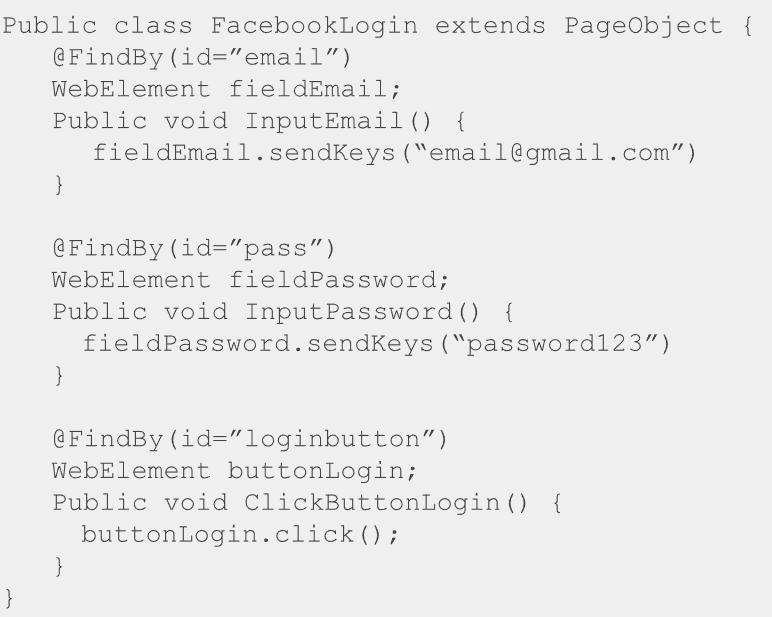 Public class FacebookLogin extends PageObject {
@FindBy(id=”email”)
WebElement fieldEmail;
Public void InputEmail() {
fieldEmail.sendKeys(“email@gmail.com”)
}
@FindBy(id=”pass”)
WebElement fieldPassword;
Public void InputPassword() {
fieldPassword.sendKeys(“password123”)
}
@FindBy(id=”loginbutton”)
WebElement buttonLogin;
Public void ClickButtonLogin() {
buttonLogin.click();
}
}